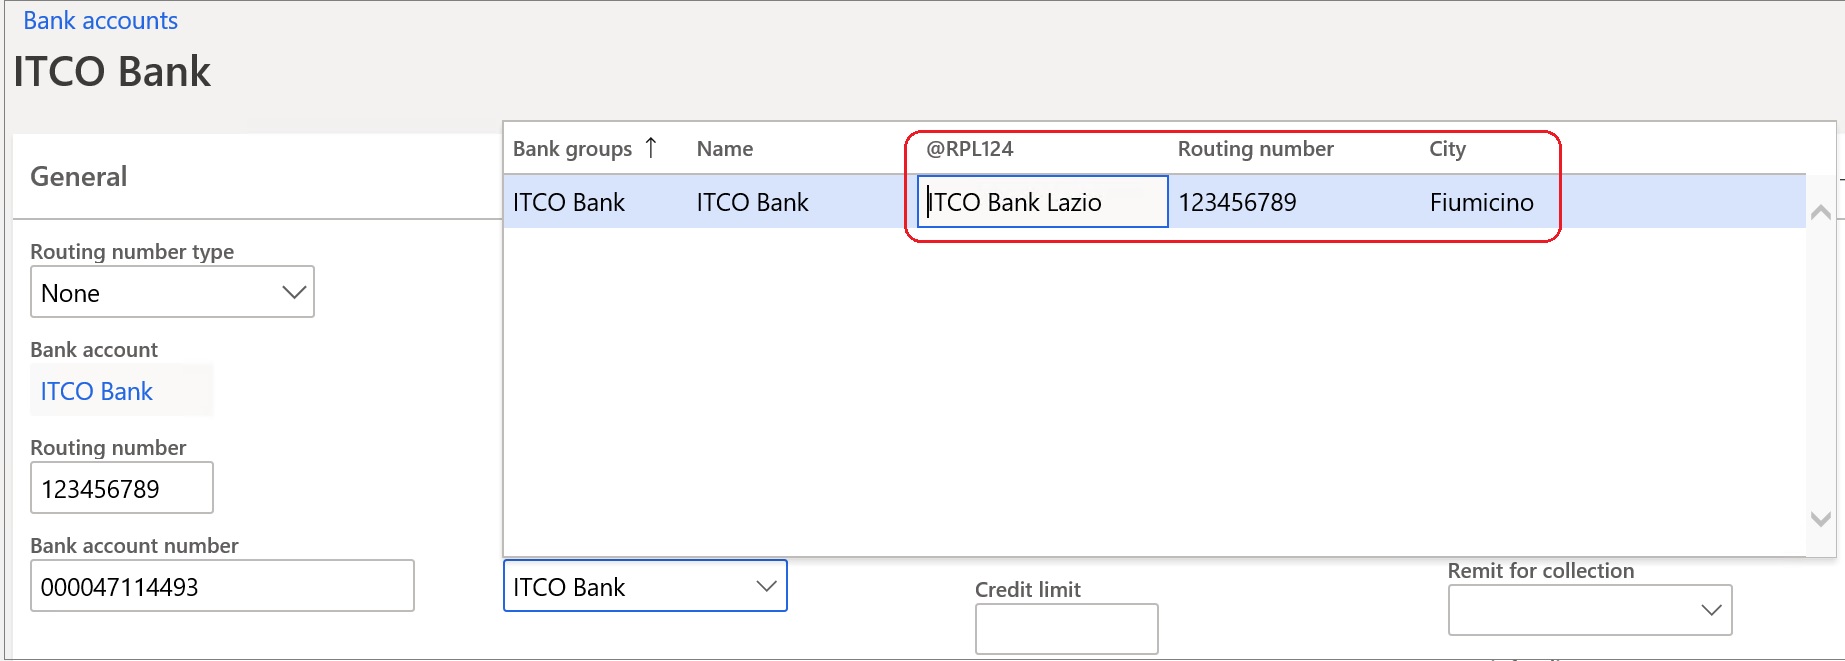 Bank accounts
ITCO Bank
General
Routing number type
None
Bank account
ITCO Bank
Routing number
123456789
Bank account number
000047114493
Bank groups ↑ Name @RPL124 Routing number City
ITCO Bank ITCO Bank ITCO Bank Lazio 123456789 Fiumicino
ITCO Bank
Credit limit
Remit for collection